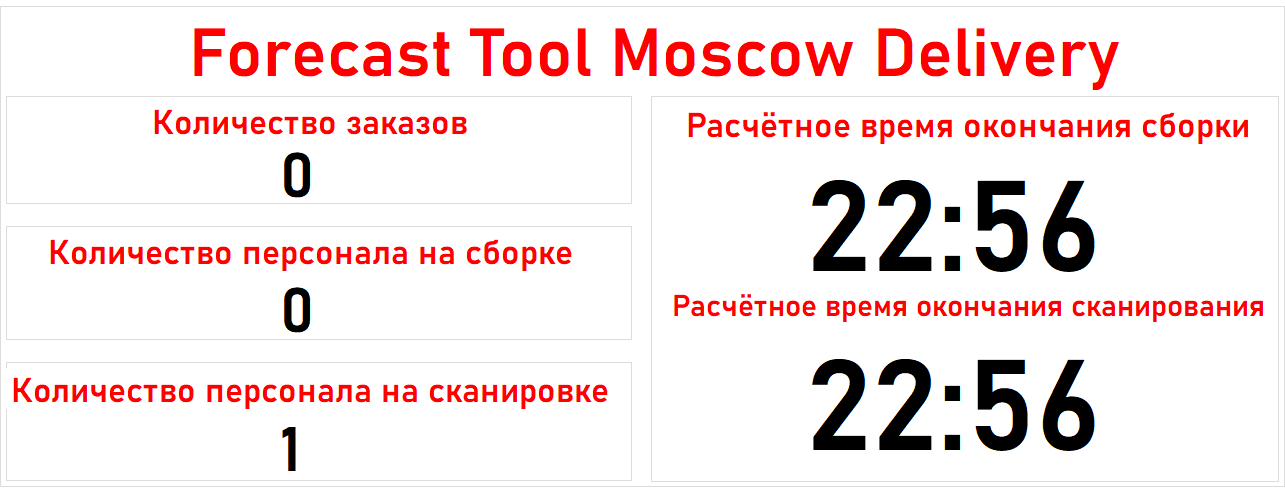 Forecast Tool Moscow Delivery
Количество заказов
0
Количество персонала на сборке
0
Количество персонала на сканировке
1
Расчётное время окончания сборки
22:56
Расчётное время окончания сканирования
22:56